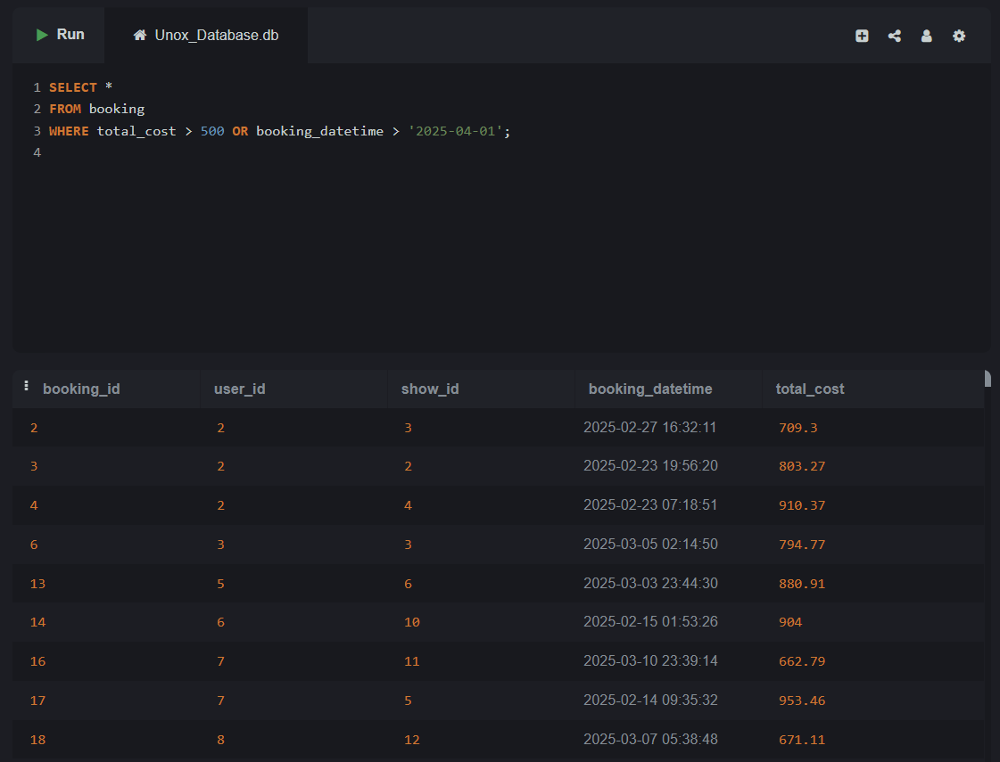 Run Unox_Database.db
1 SELECT *
2 FROM booking
3 WHERE total_cost > 500 OR booking_datetime > '2025-04-01';
4
booking_id user_id show_id booking_datetime total_cost
2 2 3 2025-02-27 16:32:11 709.3
3 2 2 2025-02-23 19:56:20 803.27
4 2 4 2025-02-23 07:18:51 910.37
6 3 3 2025-03-05 02:14:50 794.77
13 5 6 2025-03-03 23:44:30 880.91
14 6 10 2025-02-15 01:53:26 904
16 7 11 2025-03-10 23:39:14 662.79
17 7 5 2025-02-14 09:35:32 953.46
18 8 12 2025-03-07 05:38:48 671.11